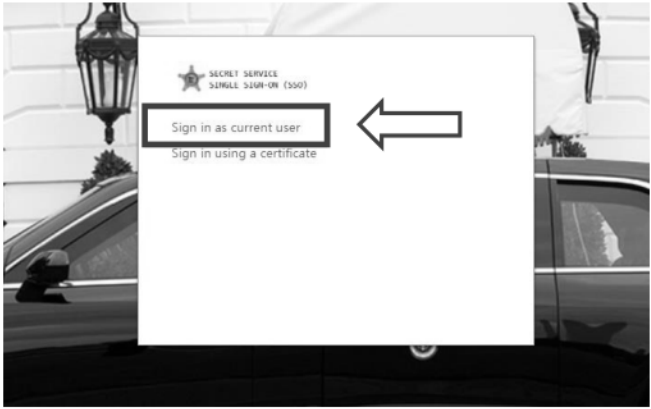 SECRET SERVICE
SINGLE SIGN-ON (SSO)
Sign in as current user
Sign in using a certificate